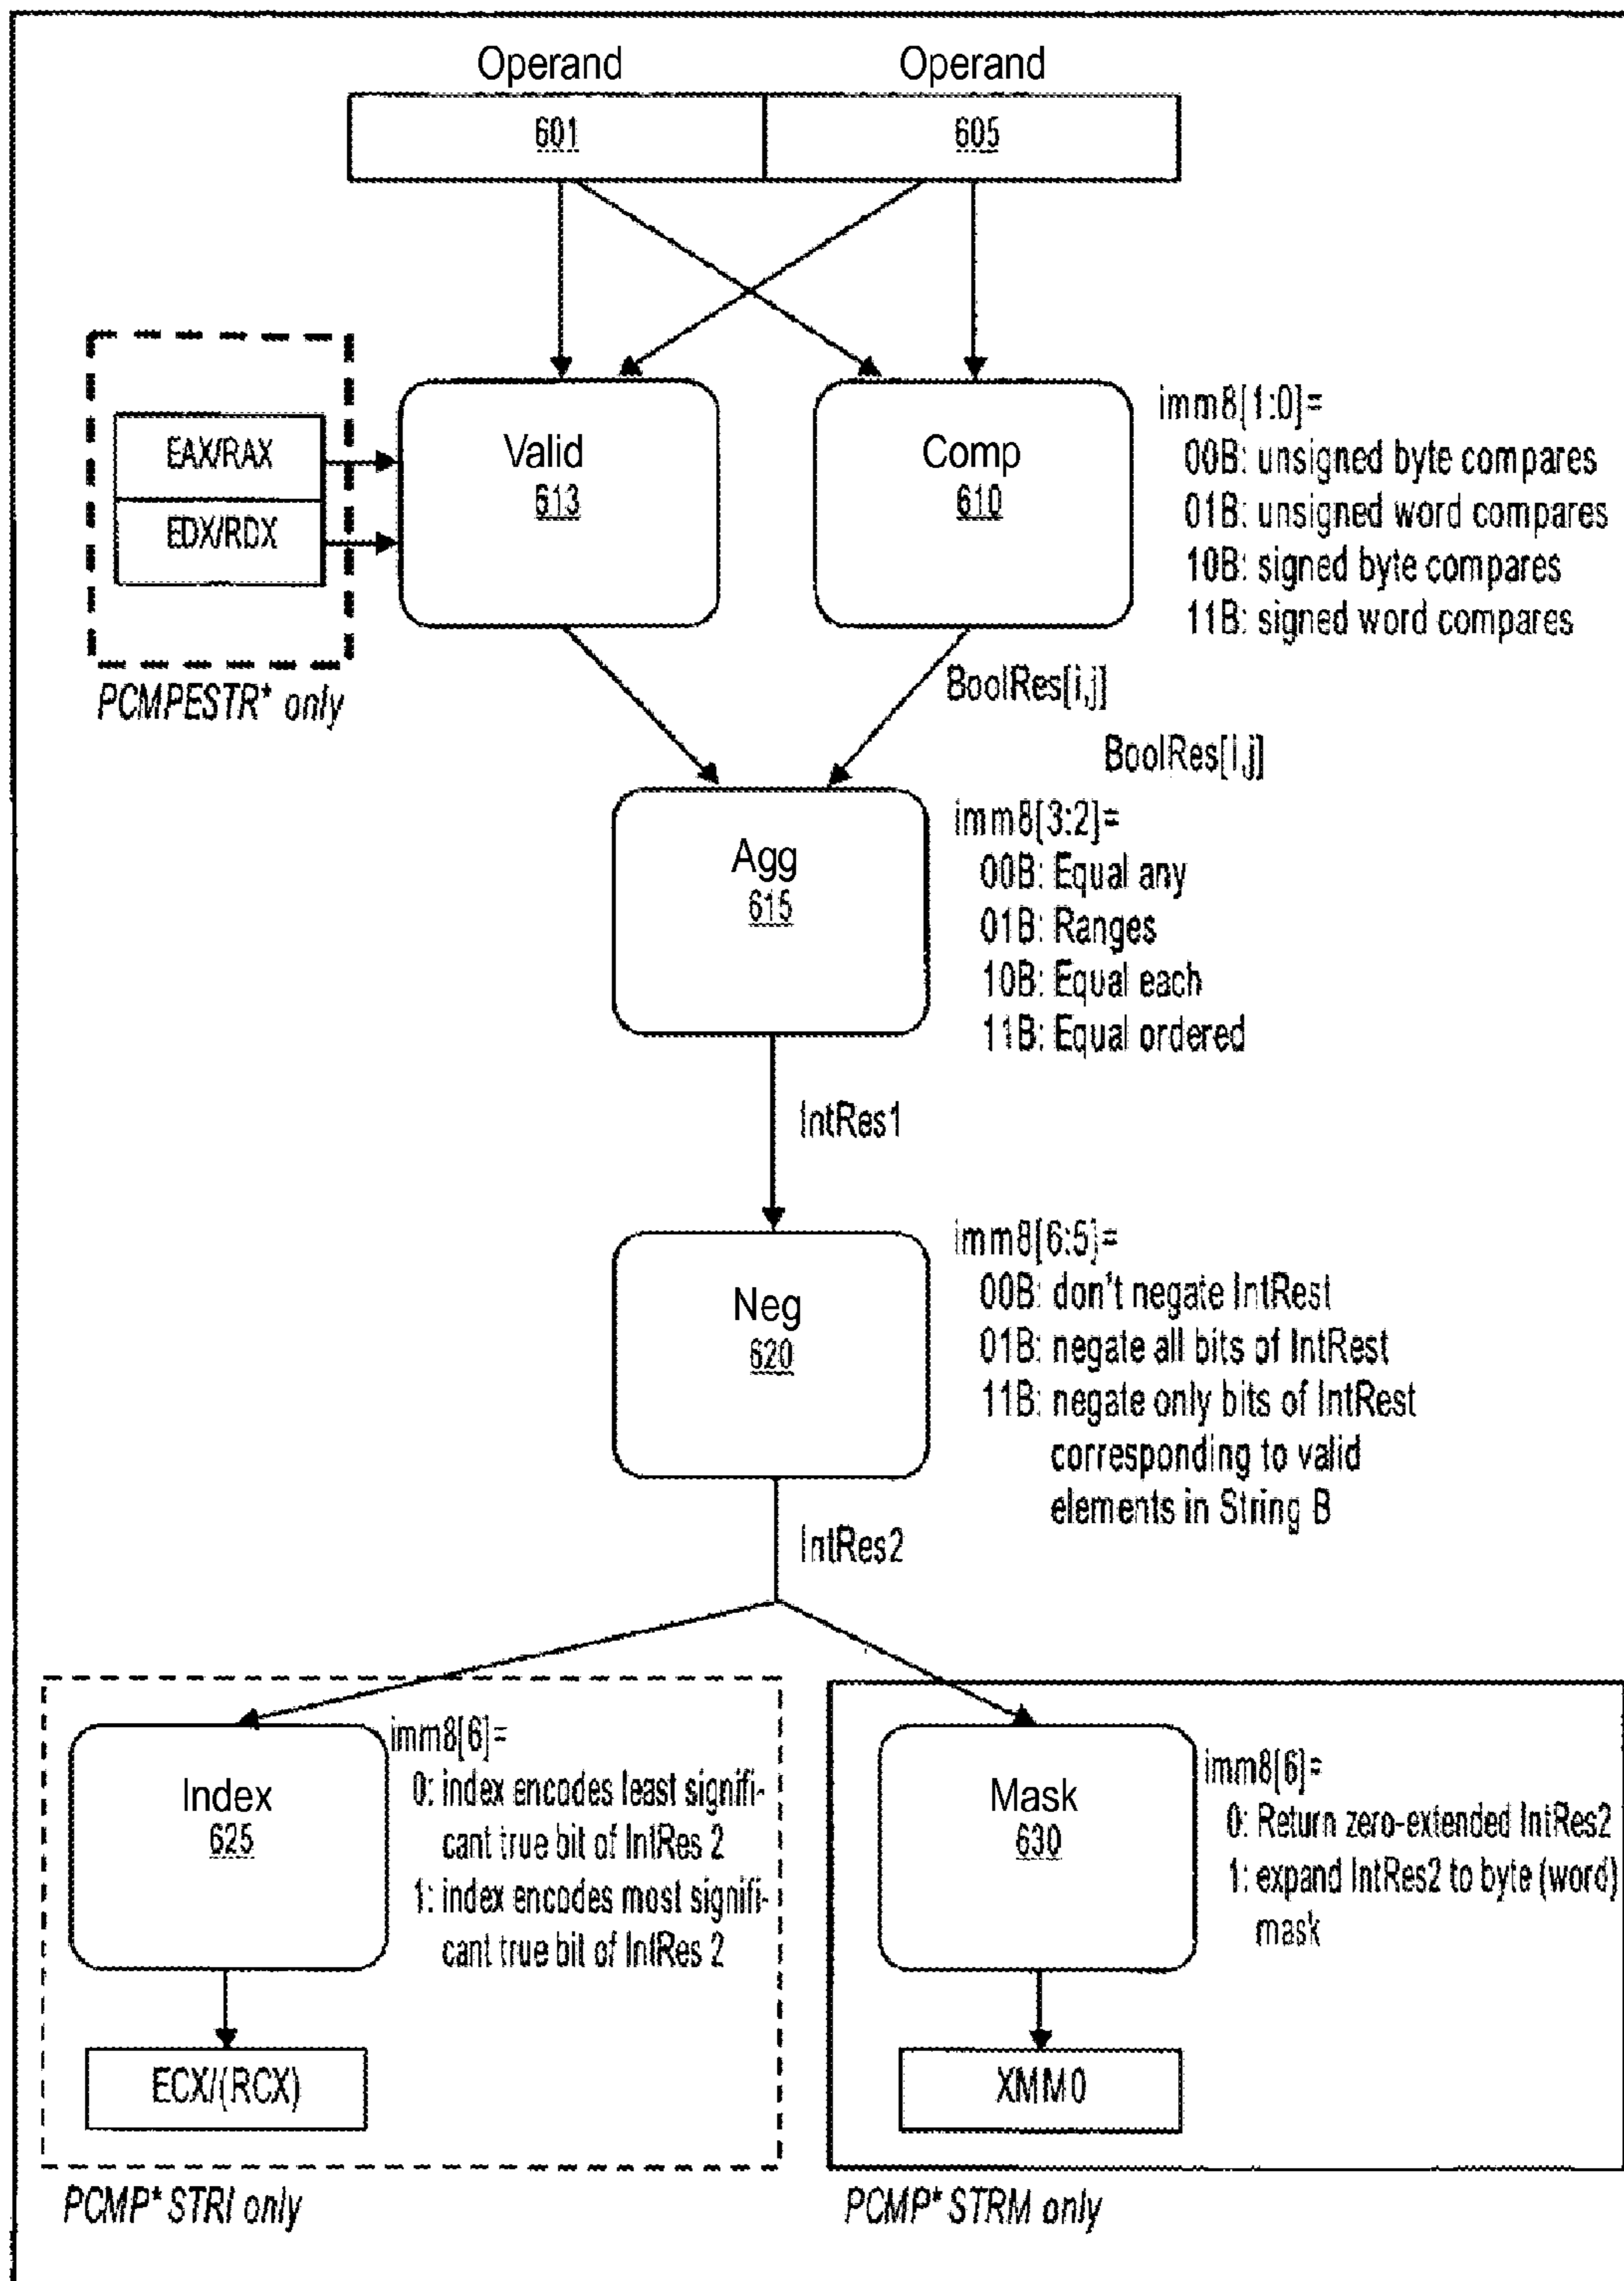 Operand Operand
601 605
EAX/RAX
EDX/RDX
PCMPESTR* only
Valid
613
Comp
610
imm8[1:0]=
00B: unsigned byte compares
01B: unsigned word compares
10B: signed byte compares
11B: signed word compares
BoolRes[i,j]
BoolRes[i,j]
Agg
615
imm8[3:2]=
00B: Equal any
01B: Ranges
10B: Equal each
11B: Equal ordered
IntRes1
Neg
620
imm8[6:5]=
00B: don't negate IntRest
01B: negate all bits of IntRest
11B: negate only bits of IntRest
corresponding to valid
elements in String B
IntRes2
Index
625
imm8[6]=
0: index encodes least signifi-
cant true bit of IntRes 2
1: index encodes most signifi-
cant true bit of IntRes 2
ECX/(RCX)
PCMP*STRI only
Mask
630
imm8[6]=
0: Return zero-extended IntRes2
1: expand IntRes2 to byte (word)
mask
XMM0
PCMP*STRM only